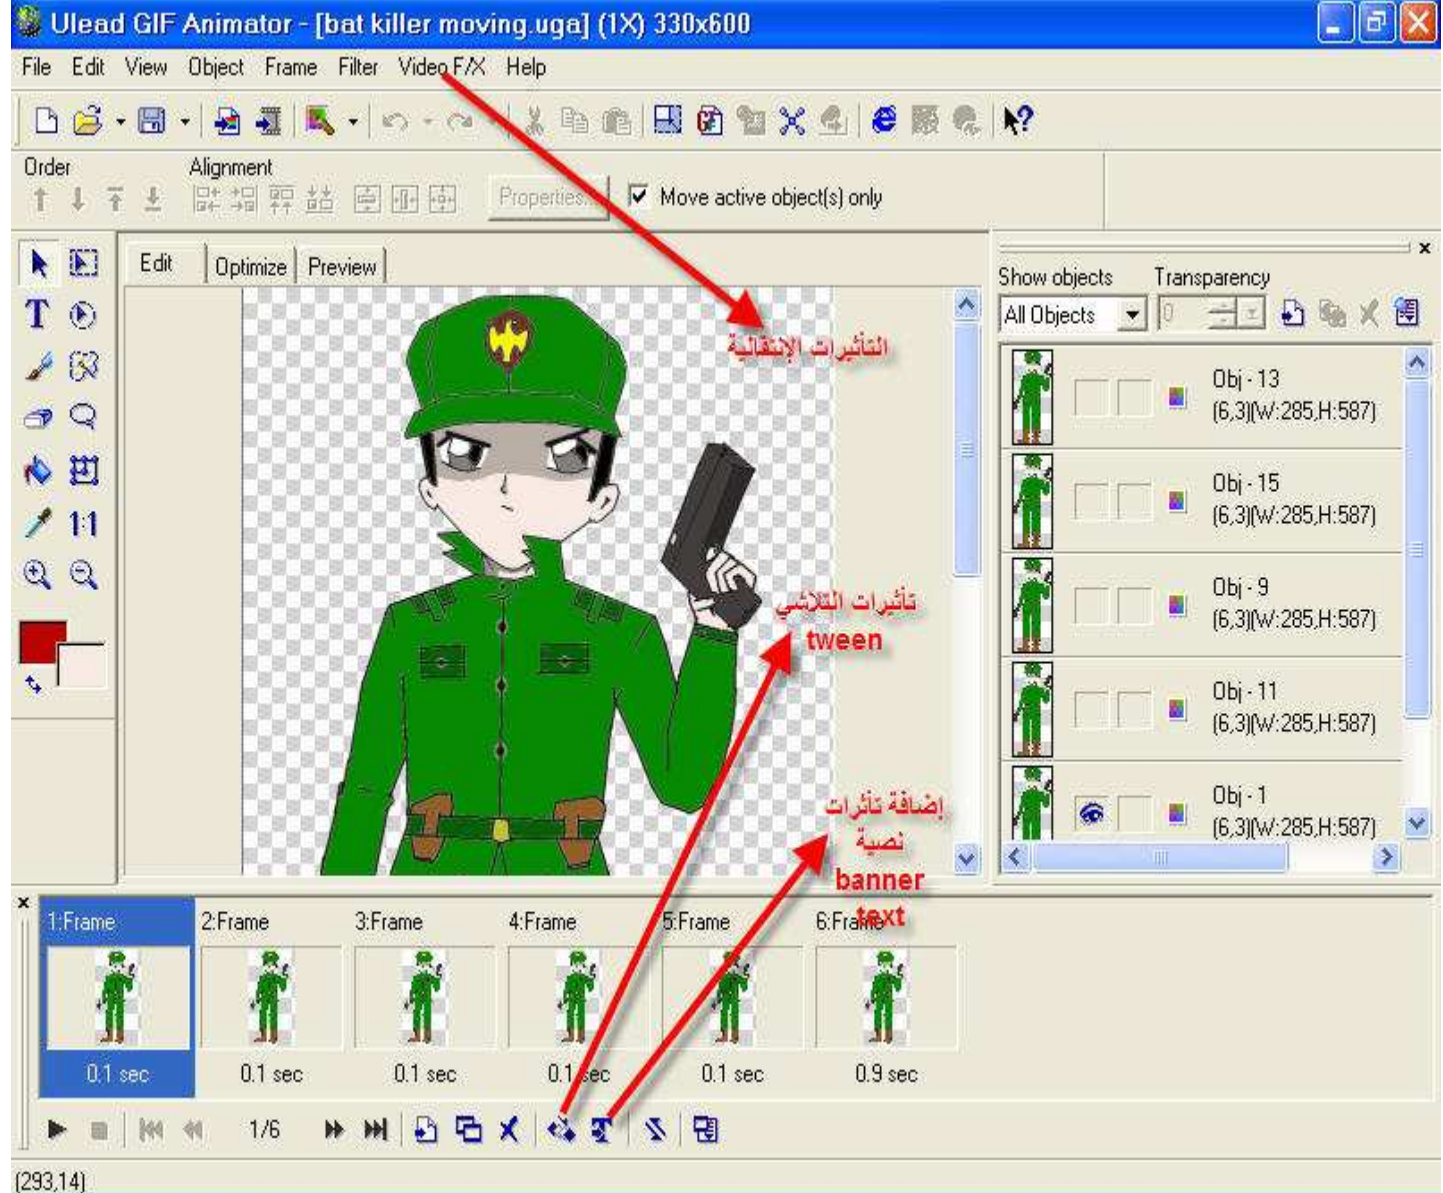 Ulead GIF Animator - [bat killer moving.uga] (1X) 330x600
File Edit View Object Frame Filter Video F/X Help
Order Alignment
Properties... Move active object(s) only
Edit Optimize Preview
Show objects Transparency
All Objects 0
التأثيرات الإنتقالية
Obj - 13
(6,3)(W:285,H:587)
Obj - 15
(6,3)(W:285,H:587)
Obj - 9
(6,3)(W:285,H:587)
Obj - 11
(6,3)(W:285,H:587)
Obj - 1
(6,3)(W:285,H:587)
T
1:1
تأثيرات التلاشي
tween
إضافة تأثرات
نصية
banner
text
1:Frame 2:Frame 3:Frame 4:Frame 5:Frame 6:Frame
0.1 sec 0.1 sec 0.1 sec 0.1 sec 0.1 sec 0.9 sec
1/6
(293,14)